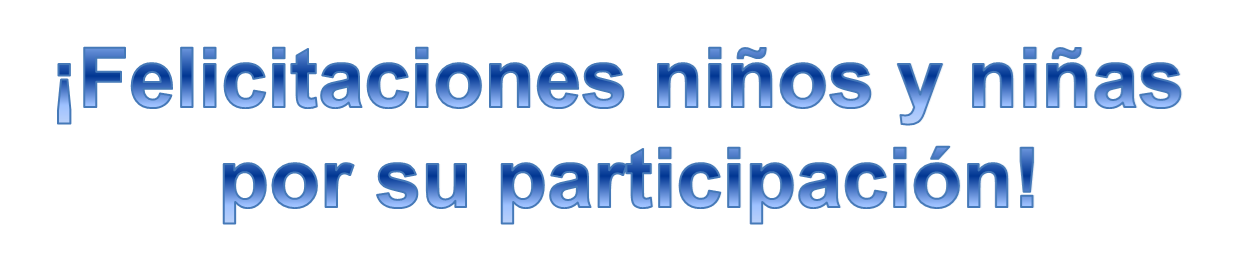 ¡Felicitaciones niños y niñas
por su participación!